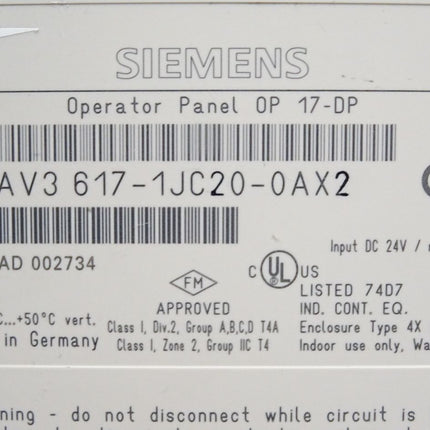 SIEMENS
Operator Panel OP 17-DP
AV3 617-1JC20-0AX2
AD 002734
Input DC 24V /
C UL US
LISTED 74D7
IND. CONT. EQ.
Enclosure Type 4X
Indoor use only, Wa
FM
APPROVED
Class I, Div.2, Group A,B,C,D T4A
Class I, Zone 2, Group IIC T4
C...+50°C vert.
in Germany
ning - do not disconnect while circuit is